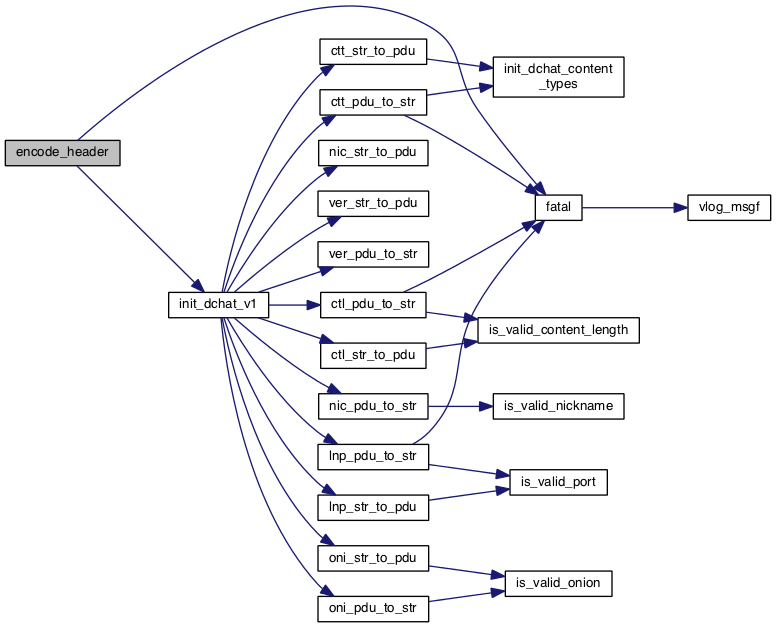 encode_header
init_dchat_v1
ctt_str_to_pdu
ctt_pdu_to_str
nic_str_to_pdu
ver_str_to_pdu
ver_pdu_to_str
ctl_pdu_to_str
ctl_str_to_pdu
nic_pdu_to_str
lnp_pdu_to_str
lnp_str_to_pdu
oni_str_to_pdu
oni_pdu_to_str
init_dchat_content
_types
fatal
is_valid_content_length
is_valid_nickname
is_valid_port
is_valid_onion
vlog_msgf